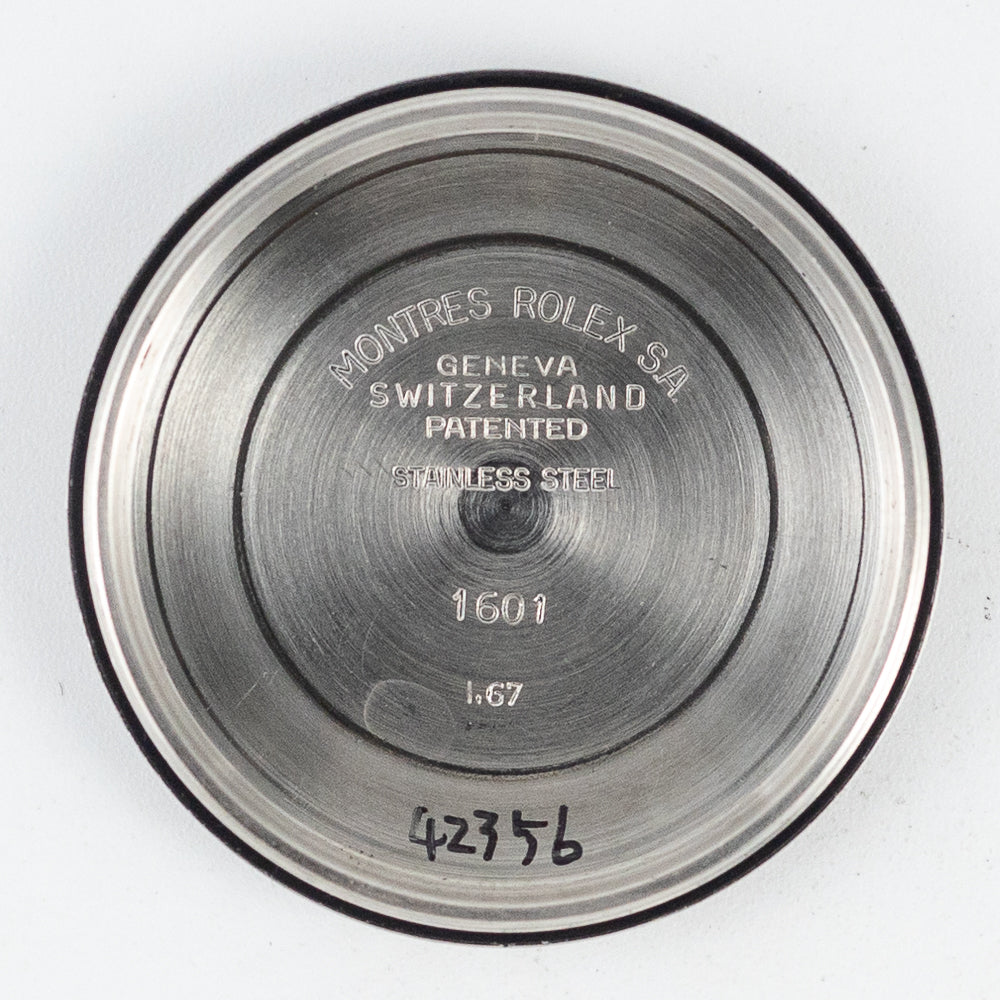 MONTRES ROLEX S.A.
GENEVA
SWITZERLAND
PATENTED
STAINLESS STEEL
1601
I.67
42356